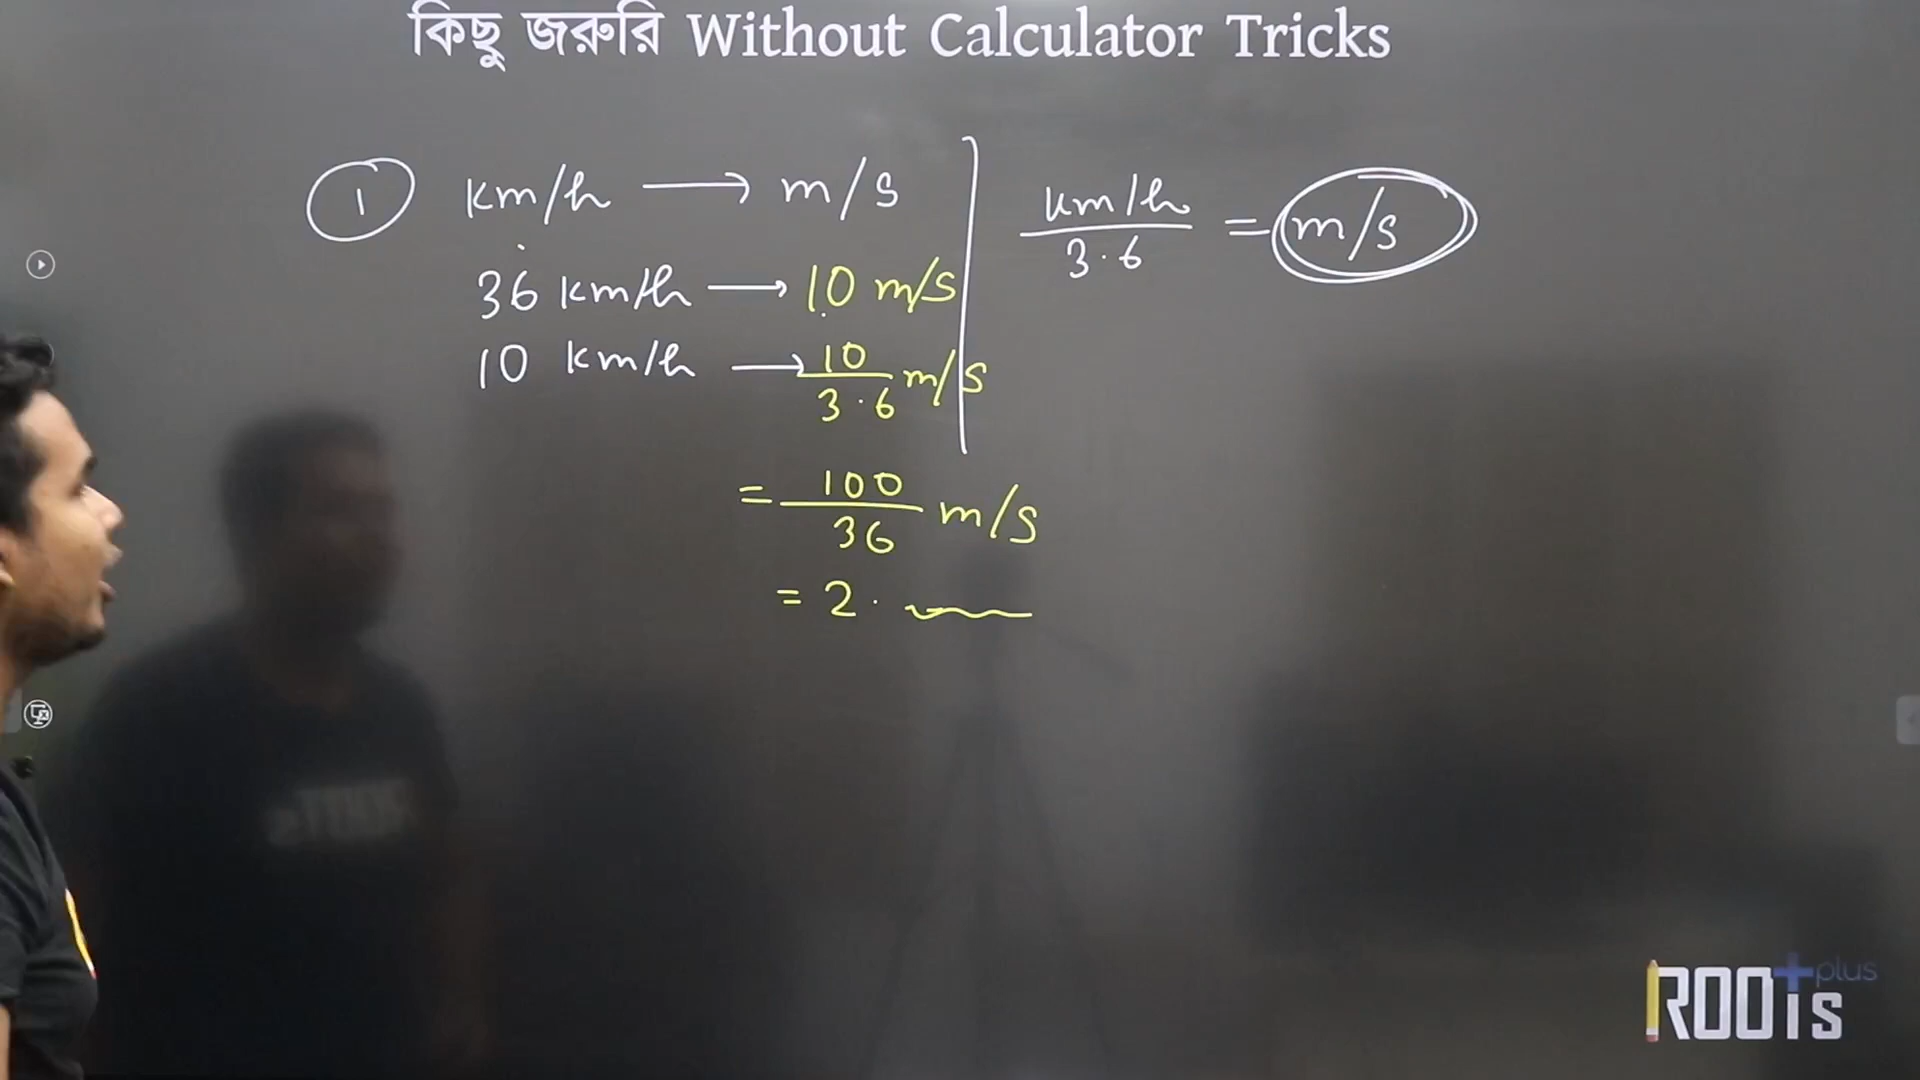 কিছু জরুরি Without Calculator Tricks
1 km/h → m/s
36 km/h → 10 m/s
10 km/h → 10/3.6 m/s
= 100/36 m/s
= 2.
km/h / 3.6 = m/s
ROOTs plus